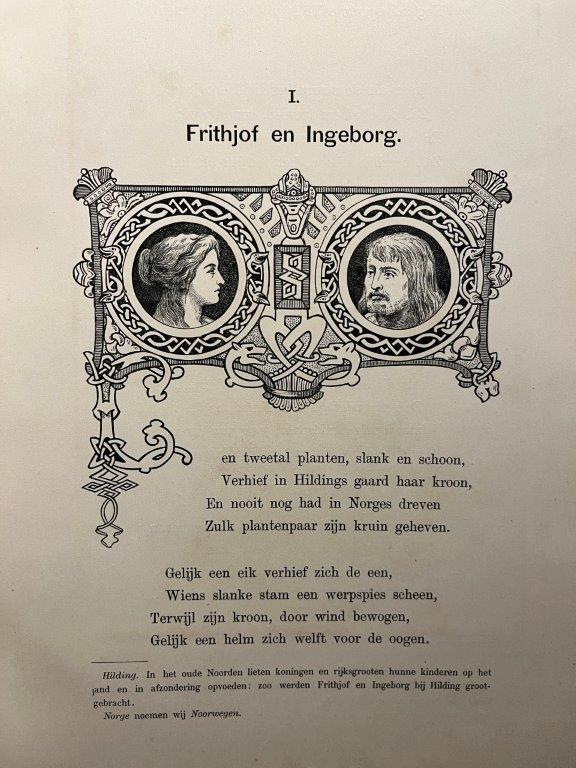 I.
Frithjof en Ingeborg.
Een tweetal planten, slank en schoon,
Verhief in Hildings gaard haar kroon,
En nooit nog had in Norges dreven
Zulk plantenpaar zijn kruin geheven.
Gelijk een eik verhief zich de een,
Wiens slanke stam een werpspies scheen,
Terwijl zijn kroon, door wind bewogen,
Gelijk een helm zich welft voor de oogen.
Hilding. In het oude Noorden lieten koningen en rijksgrooten hunne kinderen op het
land en in afzondering opvoeden: zoo werden Frithjof en Ingeborg bij Hilding groot-
gebracht.
Norge noemen wij Noorwegen.